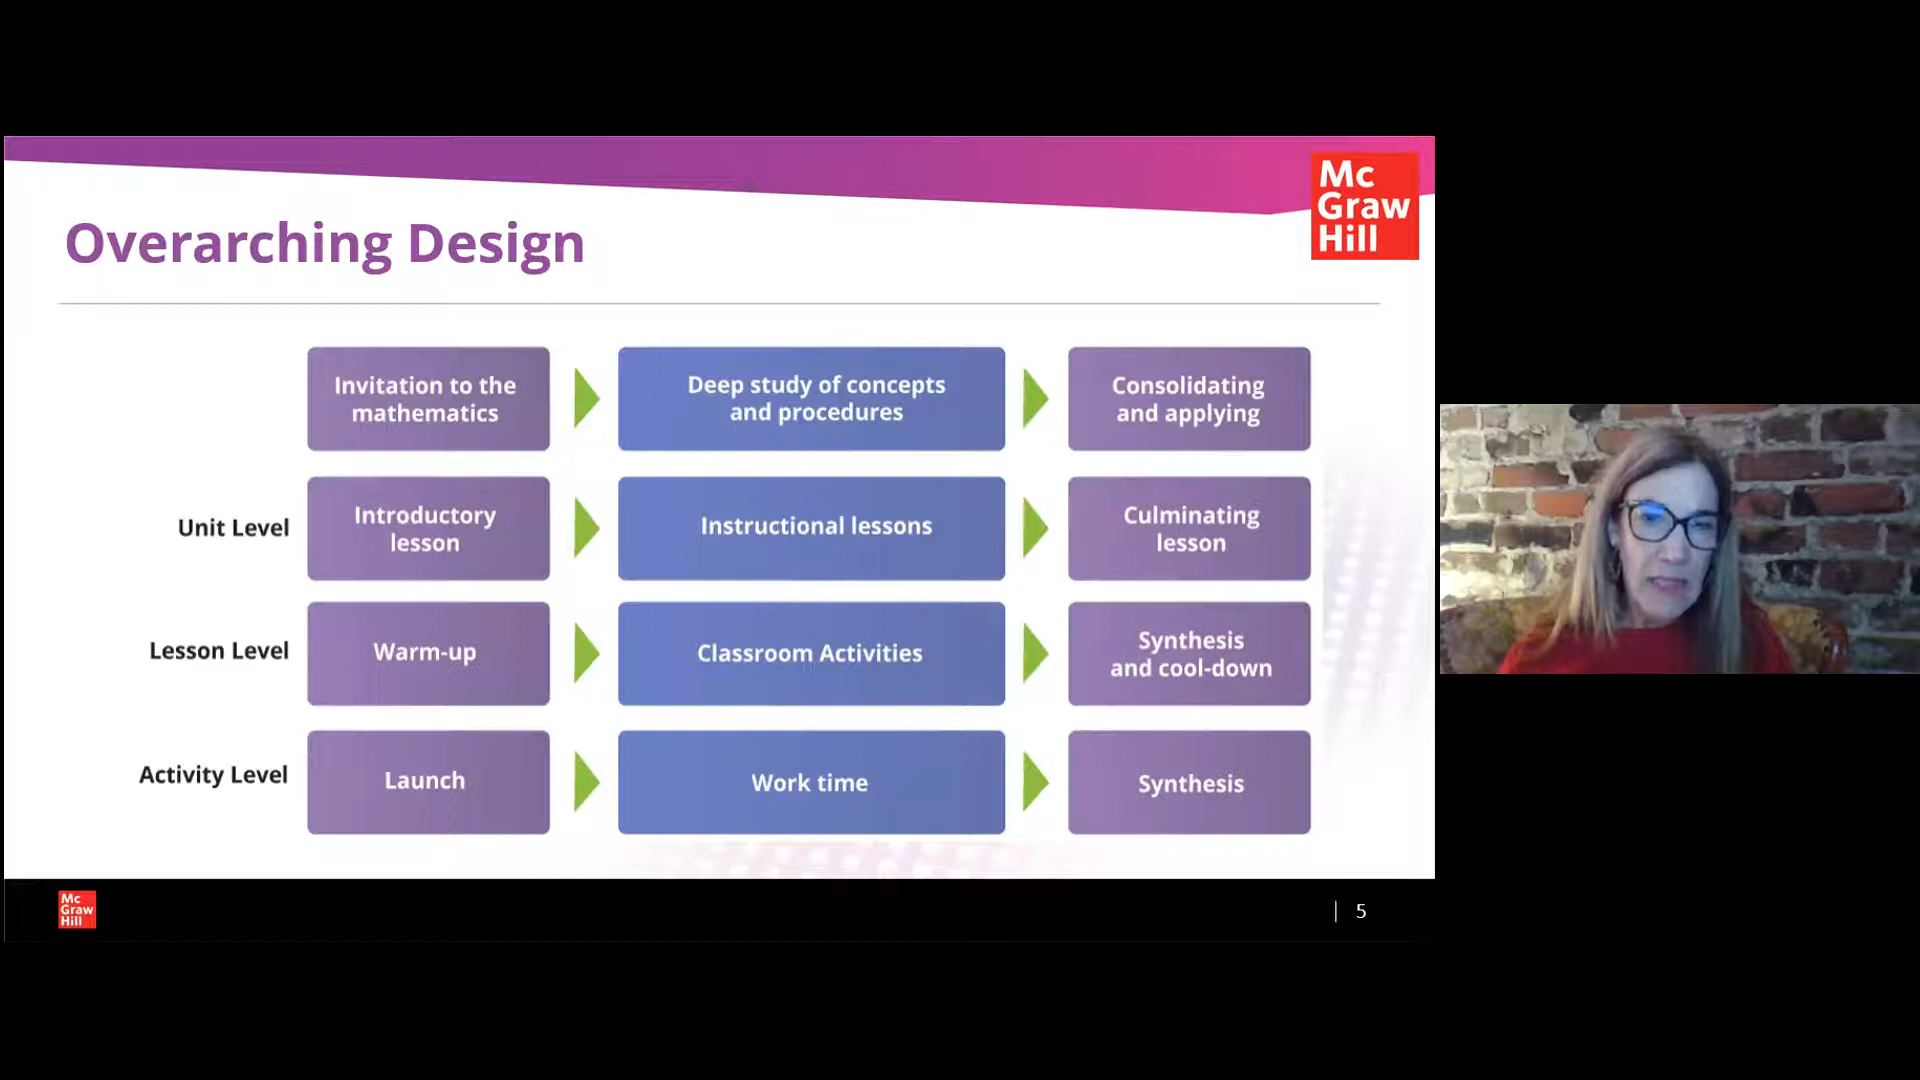 Mc
Graw
Hill
Overarching Design
Invitation to the
mathematics
Deep study of concepts
and procedures
Consolidating
and applying
Unit Level
Introductory
lesson
Instructional lessons
Culminating
lesson
Lesson Level
Warm-up
Classroom Activities
Synthesis
and cool-down
Activity Level
Launch
Work time
Synthesis
Mc
Graw
Hill
| 5